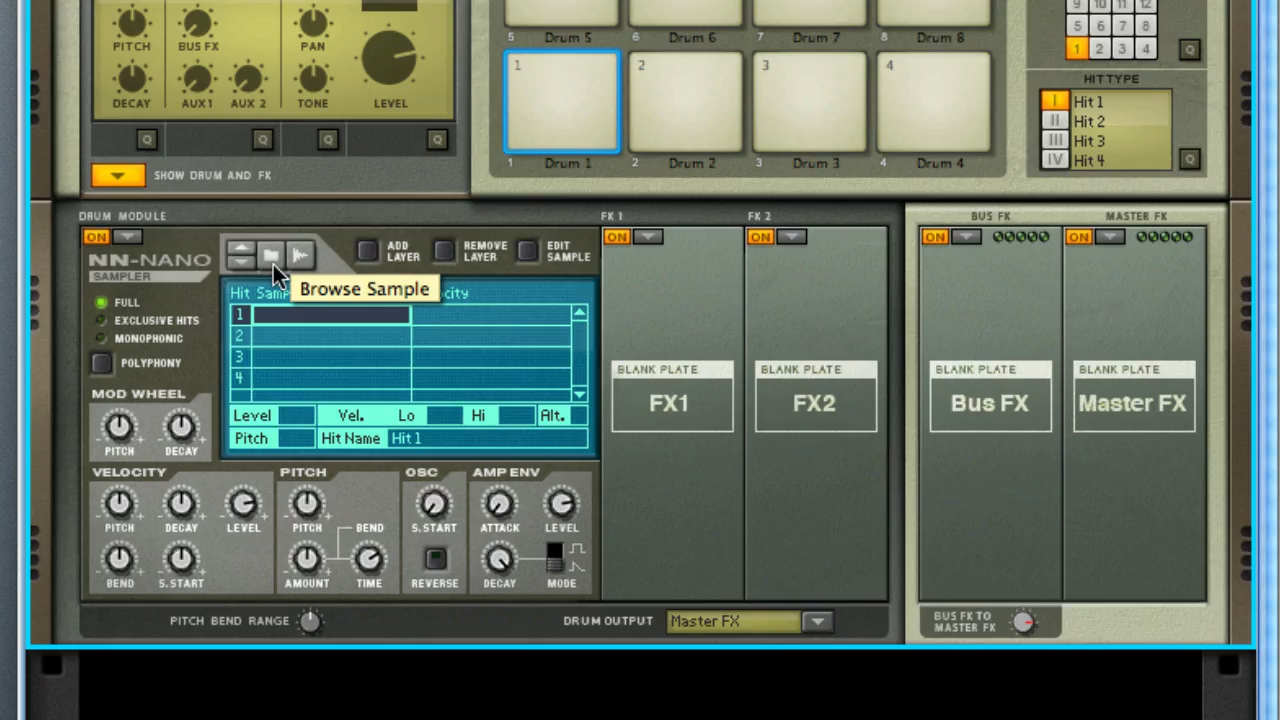 9 10 11 12
PITCH BUS FX PAN
5 Drum 5 6 Drum 6 7 Drum 7 8 Drum 8
5 6 7 8
1 2 3 4
Q
1 2 3 4
HIT TYPE
DECAY AUX 1 AUX 2 TONE LEVEL
I Hit 1
II Hit 2
III Hit 3
IV Hit 4
Q
Q Q Q Q
1 Drum 1 2 Drum 2 3 Drum 3 4 Drum 4
SHOW DRUM AND FX
DRUM MODULE FX 1 FX 2 BUS FX MASTER FX
ON ON ON ON ON
NN-NANO
SAMPLER
ADD LAYER
REMOVE LAYER
EDIT SAMPLE
Browse Sample
Hit Samp city
FULL
EXCLUSIVE HITS
MONOPHONIC
POLYPHONY
1
2
3
4
Level Vel. Lo Hi Alt.
Pitch Hit Name Hit 1
BLANK PLATE BLANK PLATE BLANK PLATE BLANK PLATE
FX1 FX2 Bus FX Master FX
MOD WHEEL
PITCH DECAY
VELOCITY PITCH OSC AMP ENV
PITCH DECAY LEVEL PITCH BEND S.START ATTACK LEVEL
BEND S.START AMOUNT TIME REVERSE DECAY MODE
PITCH BEND RANGE DRUM OUTPUT Master FX
BUS FX TO
MASTER FX